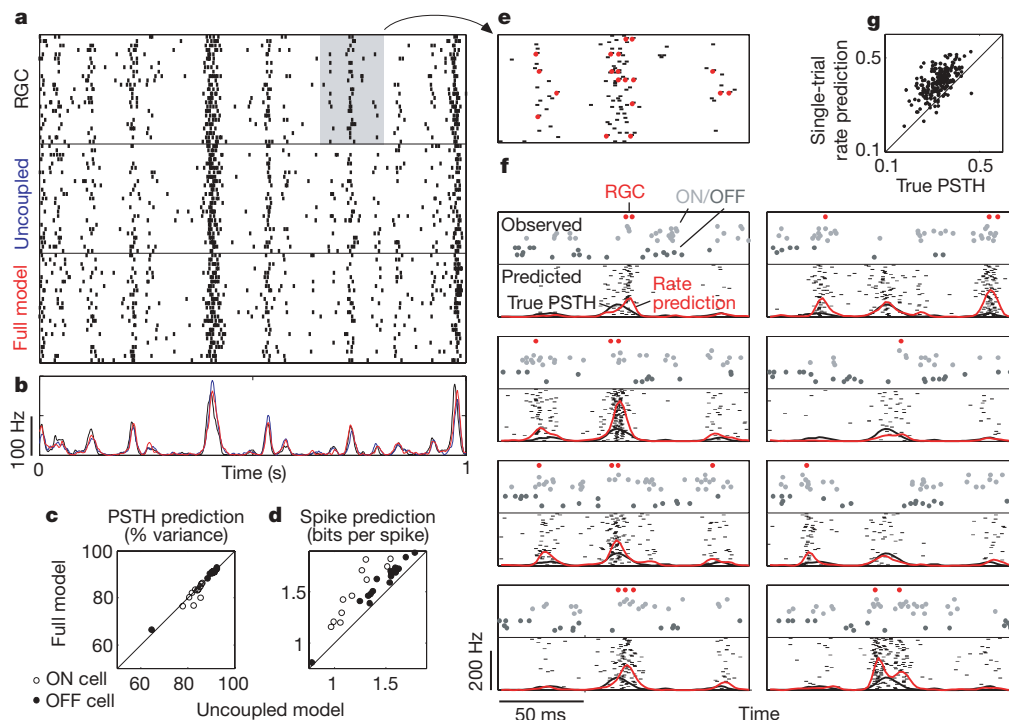 a
RGC
Uncoupled
Full model
b
100 Hz
0
Time (s)
1
c
PSTH prediction
(% variance)
100
80
60
60
80
100
Full model
Uncoupled model
ON cell
OFF cell
d
Spike prediction
(bits per spike)
1.5
1
1
1.5
e
f
RGC
ON/OFF
Observed
Predicted
True PSTH
Rate
prediction
200 Hz
50 ms
Time
g
Single-trial
rate prediction
0.5
0.1
0.1
0.5
True PSTH